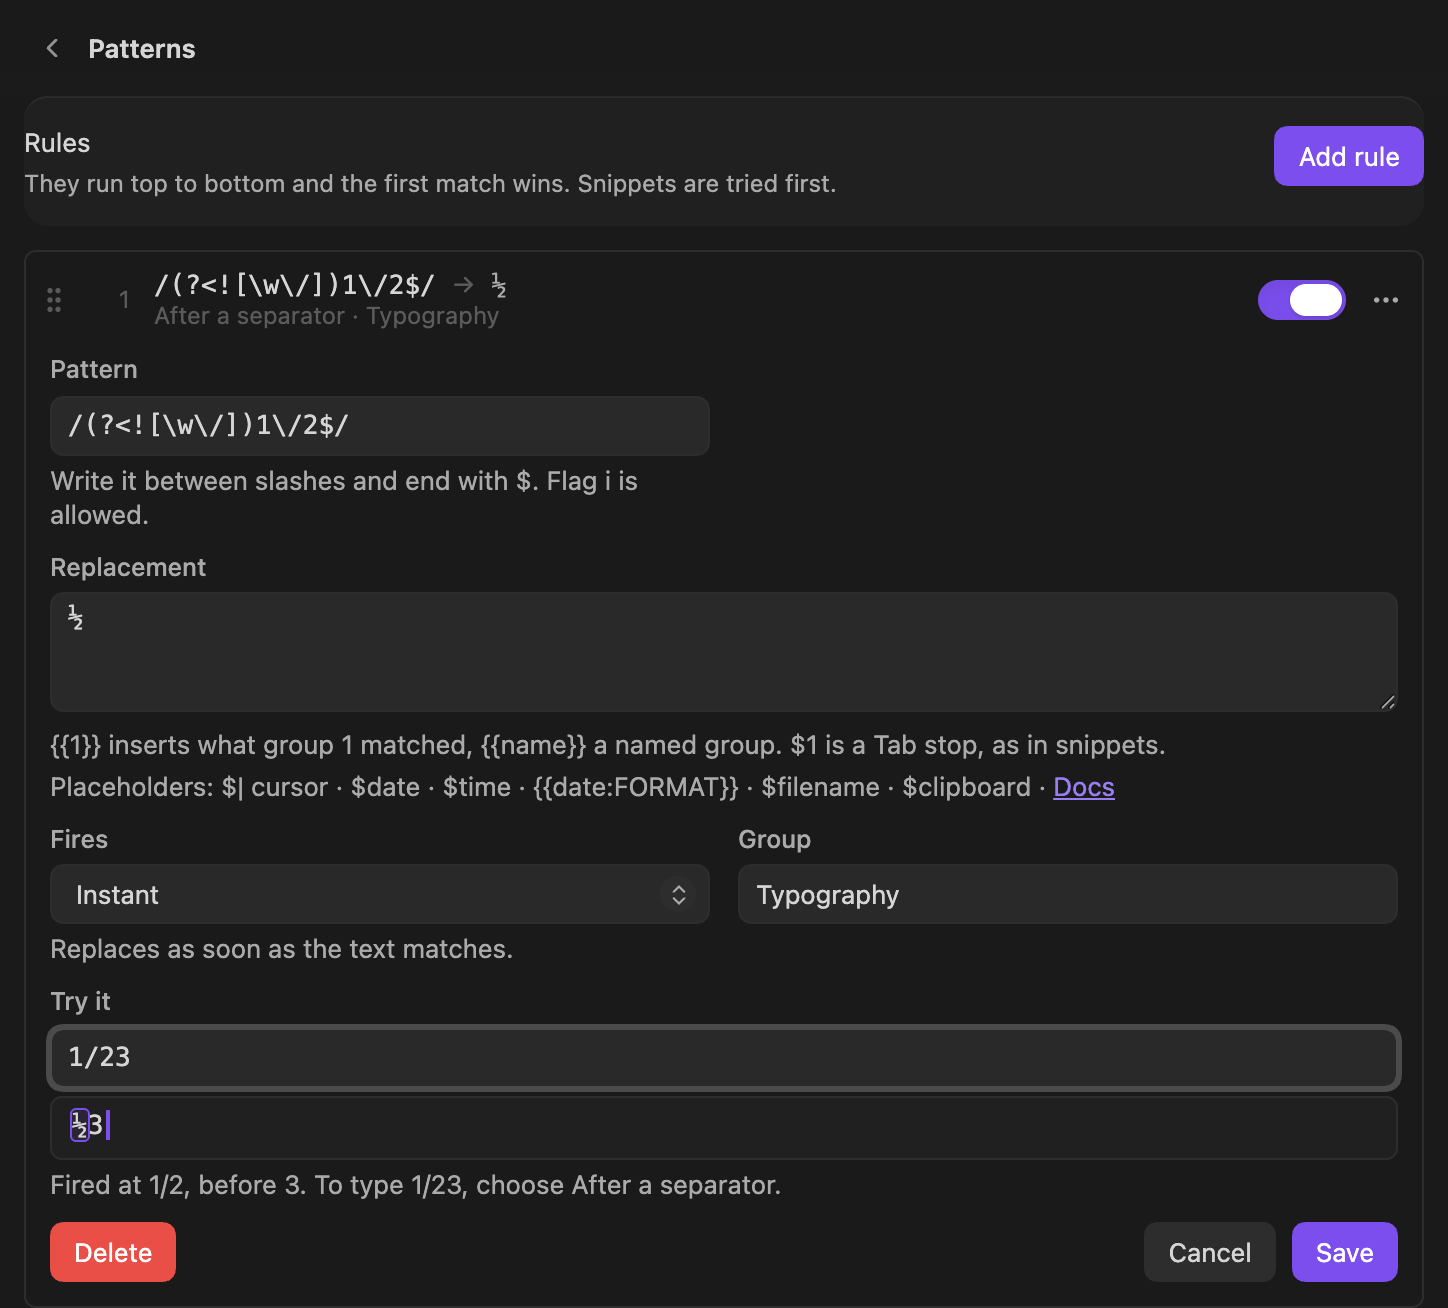 Patterns
Rules
Add rule
They run top to bottom and the first match wins. Snippets are tried first.
1 /(?<![\w\/])1\/2$/ → ½
After a separator · Typography
Pattern
/(?<![\w\/])1\/2$/
Write it between slashes and end with $. Flag i is
allowed.
Replacement
½
{{1}} inserts what group 1 matched, {{name}} a named group. $1 is a Tab stop, as in snippets.
Placeholders: $| cursor · $date · $time · {{date:FORMAT}} · $filename · $clipboard · Docs
Fires Group
Instant Typography
Replaces as soon as the text matches.
Try it
1/23
½3
Fired at 1/2, before 3. To type 1/23, choose After a separator.
Delete Cancel Save